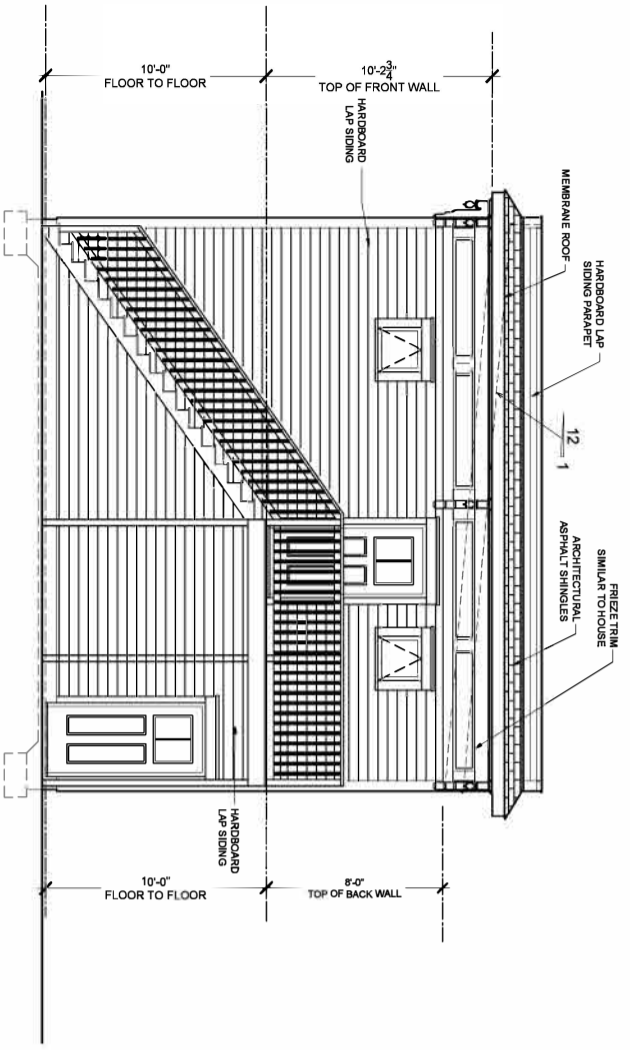 10'-0"
FLOOR TO FLOOR
10'-2 3/4"
TOP OF FRONT WALL
HARDBOARD
LAP SIDING
MEMBRANE ROOF
HARDBOARD LAP
SIDING PARAPET
12
1
ARCHITECTURAL
ASPHALT SHINGLES
FRIEZE TRIM
SIMILAR TO HOUSE
HARDBOARD
LAP SIDING
10'-0"
FLOOR TO FLOOR
8'-0"
TOP OF BACK WALL